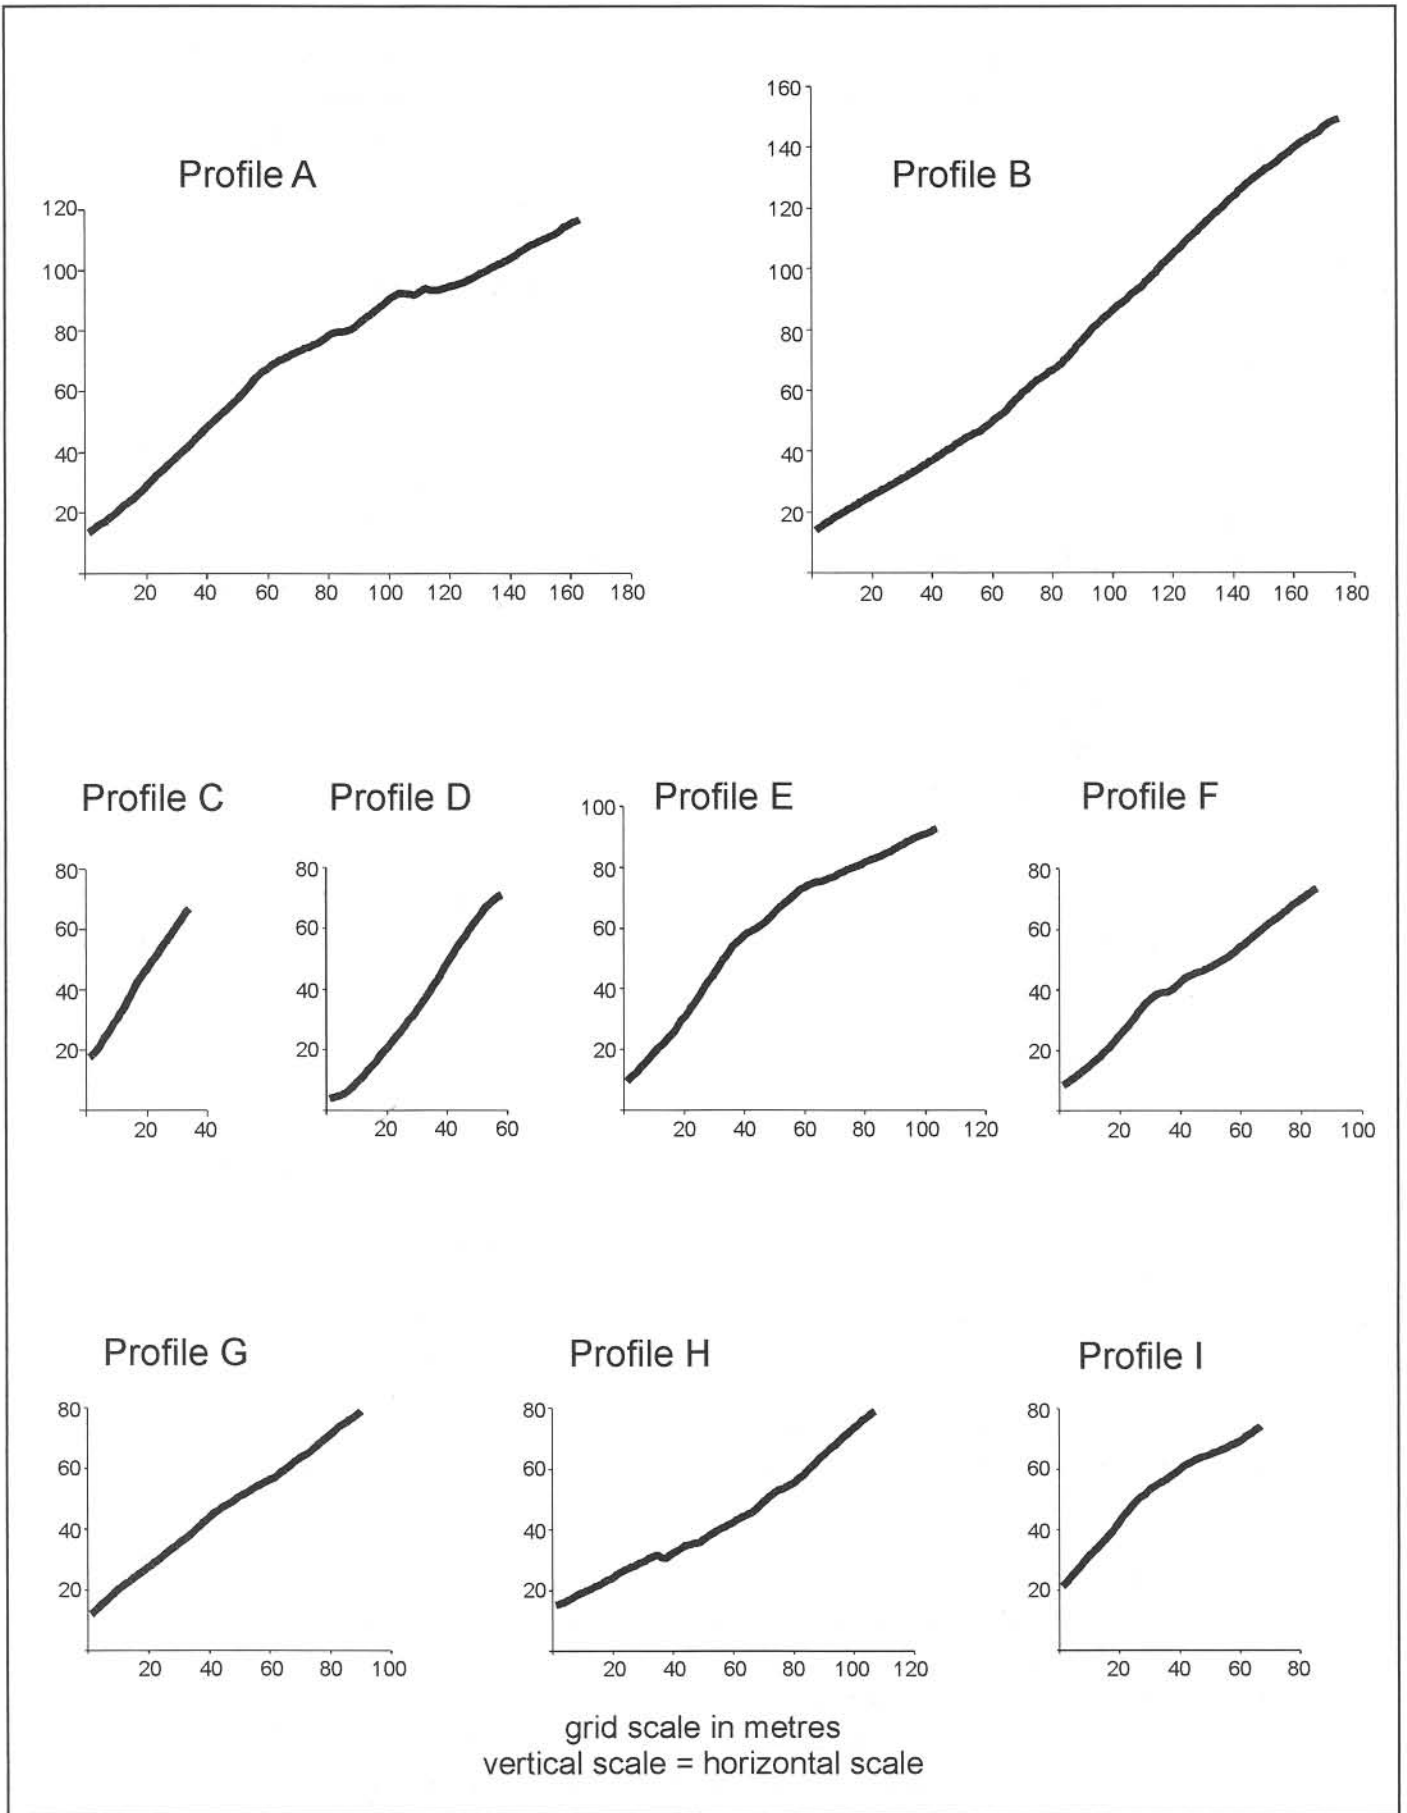 Profile A
120
100
80
60
40
20
20 40 60 80 100 120 140 160 180
Profile B
160
140
120
100
80
60
40
20
20 40 60 80 100 120 140 160 180
Profile C
80
60
40
20
20 40
Profile D
80
60
40
20
20 40 60
Profile E
100
80
60
40
20
20 40 60 80 100 120
Profile F
80
60
40
20
20 40 60 80 100
Profile G
80
60
40
20
20 40 60 80 100
Profile H
80
60
40
20
20 40 60 80 100 120
Profile I
80
60
40
20
20 40 60 80
grid scale in metres
vertical scale = horizontal scale